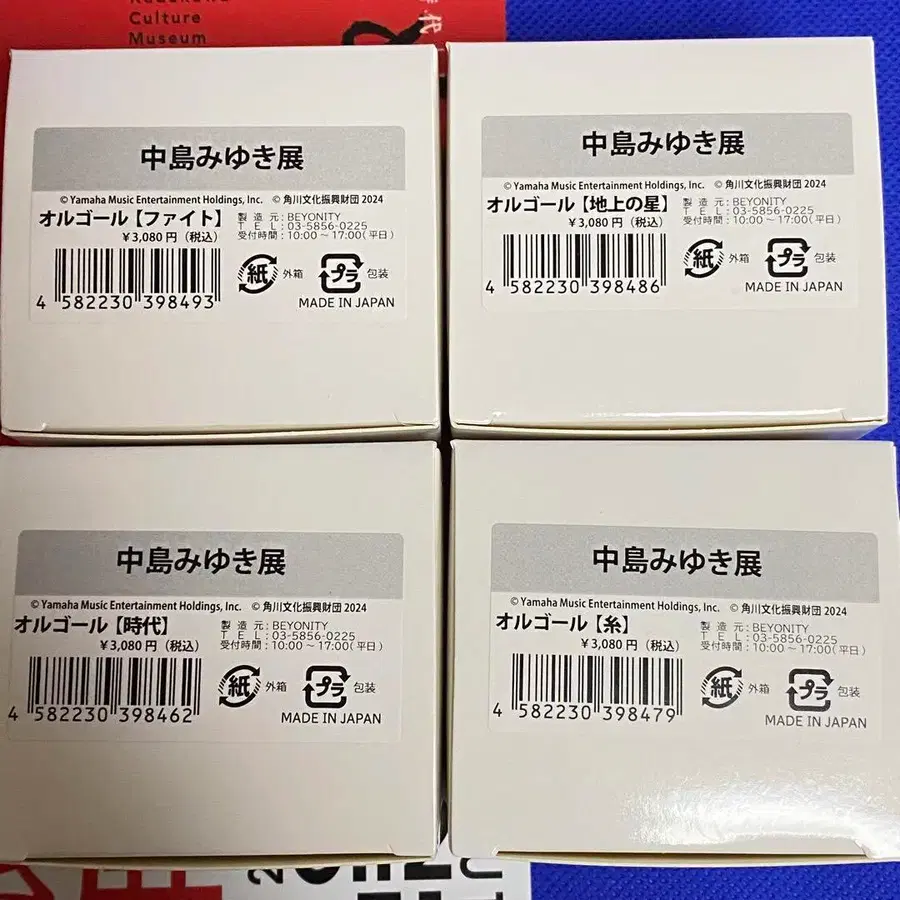 Culture
Museum
時代
中島みゆき展
© Yamaha Music Entertainment Holdings, Inc. © 角川文化振興財団 2024
オルゴール【ファイト】
¥3,080円（税込）
製造元：BEYONITY
TEL：03-5856-0225
受付時間：10:00～17:00(平日)
紙 外箱 プラ 包装
4 582230 398493
MADE IN JAPAN
中島みゆき展
© Yamaha Music Entertainment Holdings, Inc. © 角川文化振興財団 2024
オルゴール【地上の星】
¥3,080円（税込）
製造元：BEYONITY
TEL：03-5856-0225
受付時間：10:00～17:00(平日)
紙 外箱 プラ 包装
4 582230 398486
MADE IN JAPAN
中島みゆき展
© Yamaha Music Entertainment Holdings, Inc. © 角川文化振興財団 2024
オルゴール【時代】
¥3,080円（税込）
製造元：BEYONITY
TEL：03-5856-0225
受付時間：10:00～17:00(平日)
紙 外箱 プラ 包装
4 582230 398462
MADE IN JAPAN
中島みゆき展
© Yamaha Music Entertainment Holdings, Inc. © 角川文化振興財団 2024
オルゴール【糸】
¥3,080円（税込）
製造元：BEYONITY
TEL：03-5856-0225
受付時間：10:00～17:00(平日)
紙 外箱 プラ 包装
4 582230 398479
MADE IN JAPAN